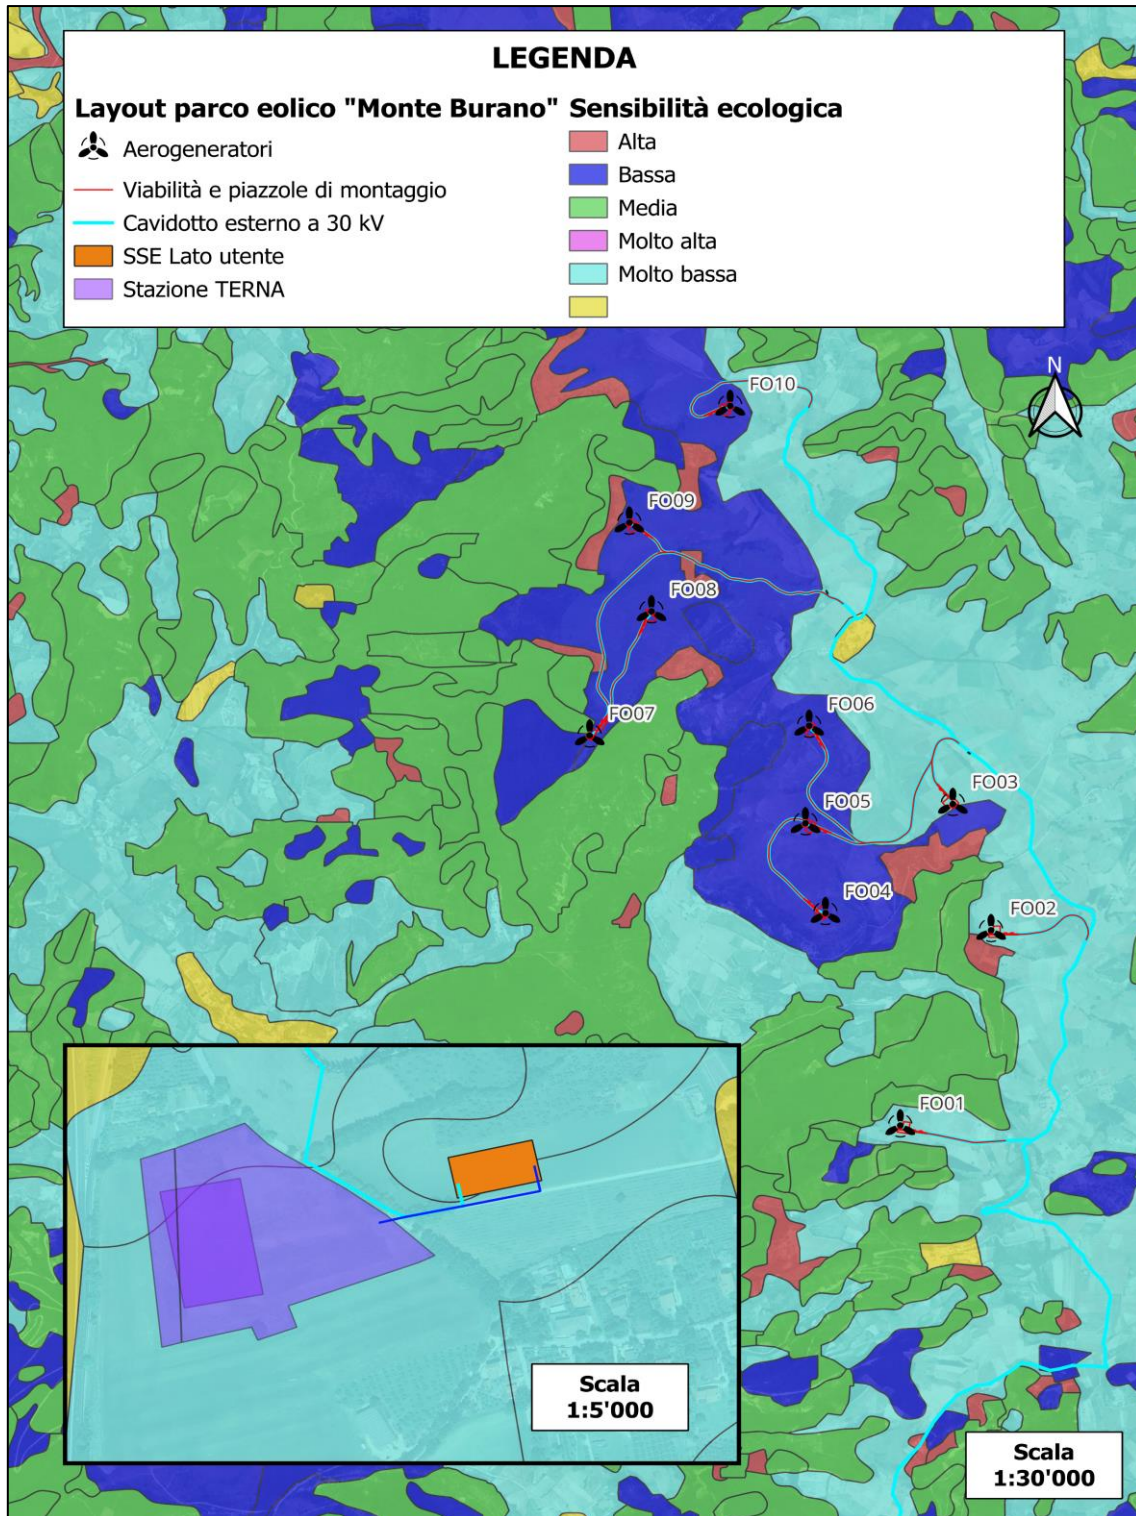 LEGENDA
Layout parco eolico "Monte Burano"
Aerogeneratori
Viabilità e piazzole di montaggio
Cavidotto esterno a 30 kV
SSE Lato utente
Stazione TERNA
Sensibilità ecologica
Alta
Bassa
Media
Molto alta
Molto bassa
N
FO10
FO09
FO08
FO07
FO06
FO03
FO05
FO04
FO02
FO01
Scala
1:5'000
Scala
1:30'000